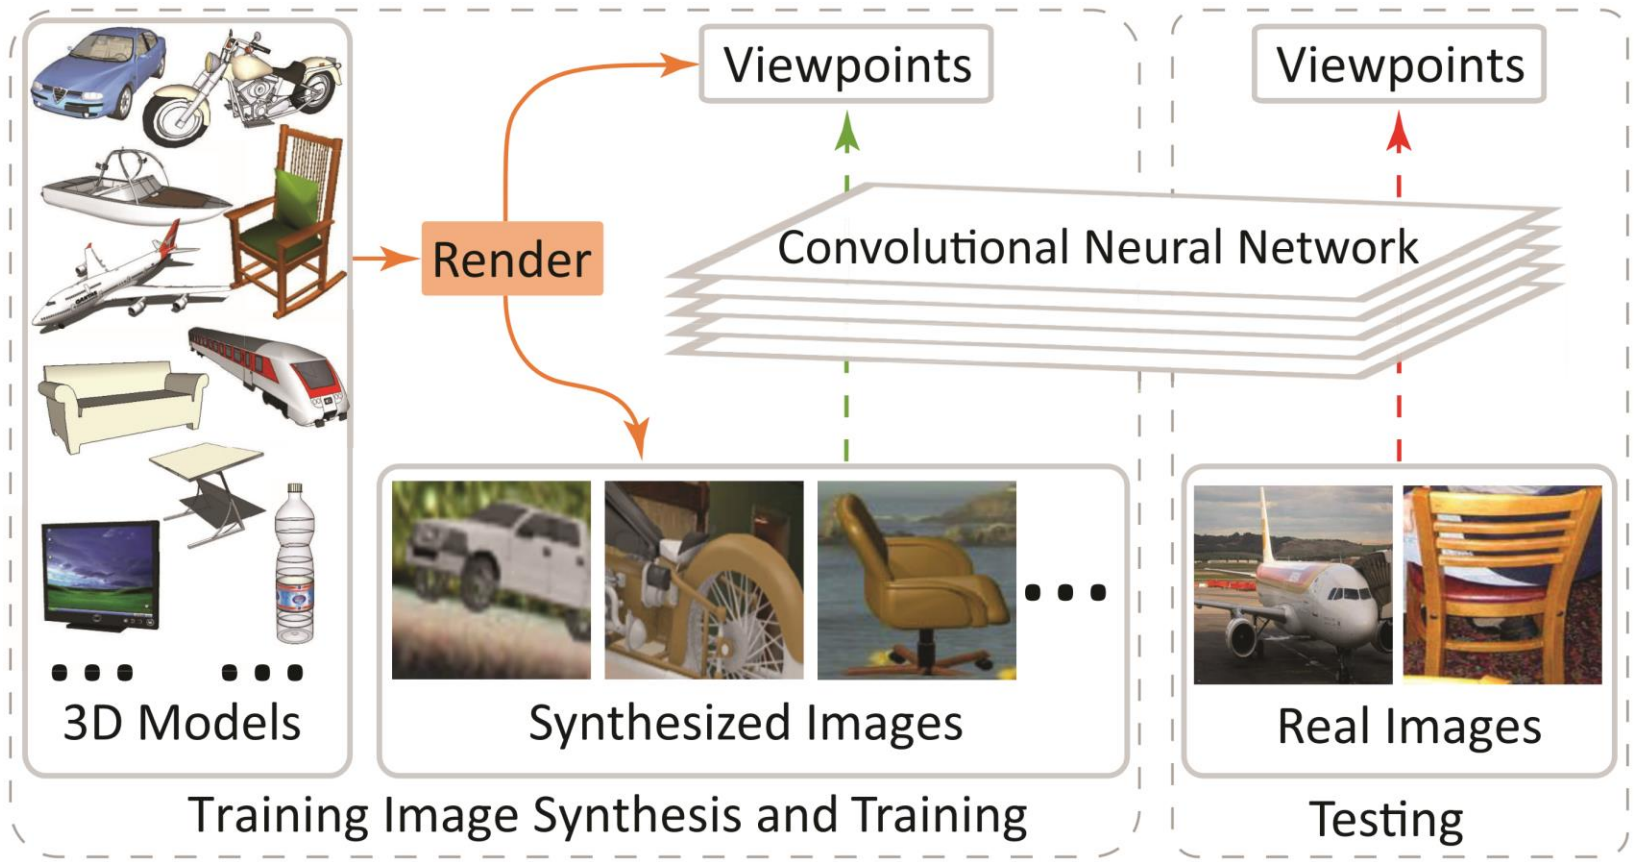 Viewpoints
Viewpoints
Render
Convolutional Neural Network
3D Models
Synthesized Images
Real Images
Training Image Synthesis and Training
Testing